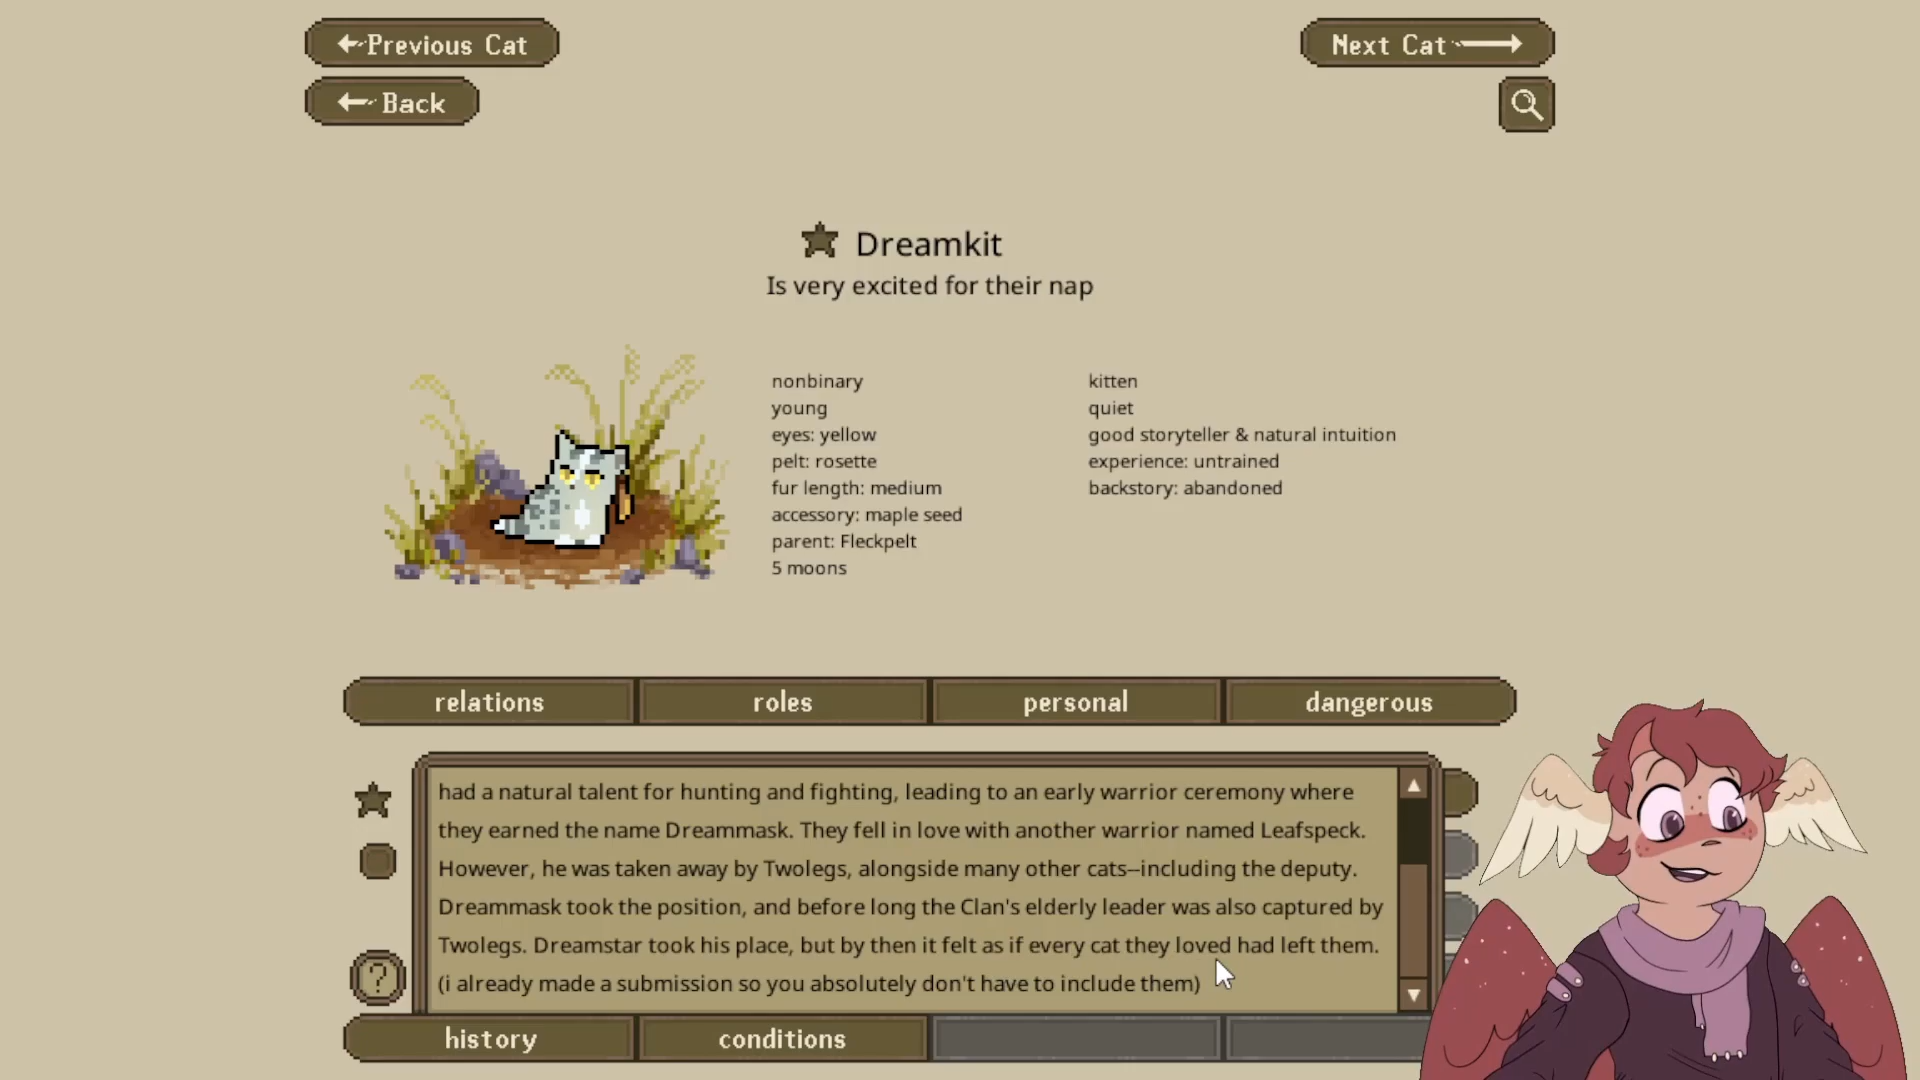 Previous Cat
Next Cat
Back
Dreamkit
Is very excited for their nap
nonbinary
young
eyes: yellow
pelt: rosette
fur length: medium
accessory: maple seed
parent: Fleckpelt
5 moons
kitten
quiet
good storyteller & natural intuition
experience: untrained
backstory: abandoned
relations
roles
personal
dangerous
had a natural talent for hunting and fighting, leading to an early warrior ceremony where
they earned the name Dreammask. They fell in love with another warrior named Leafspeck.
However, he was taken away by Twolegs, alongside many other cats--including the deputy.
Dreammask took the position, and before long the Clan's elderly leader was also captured by
Twolegs. Dreamstar took his place, but by then it felt as if every cat they loved had left them.
(i already made a submission so you absolutely don't have to include them)
?
history
conditions